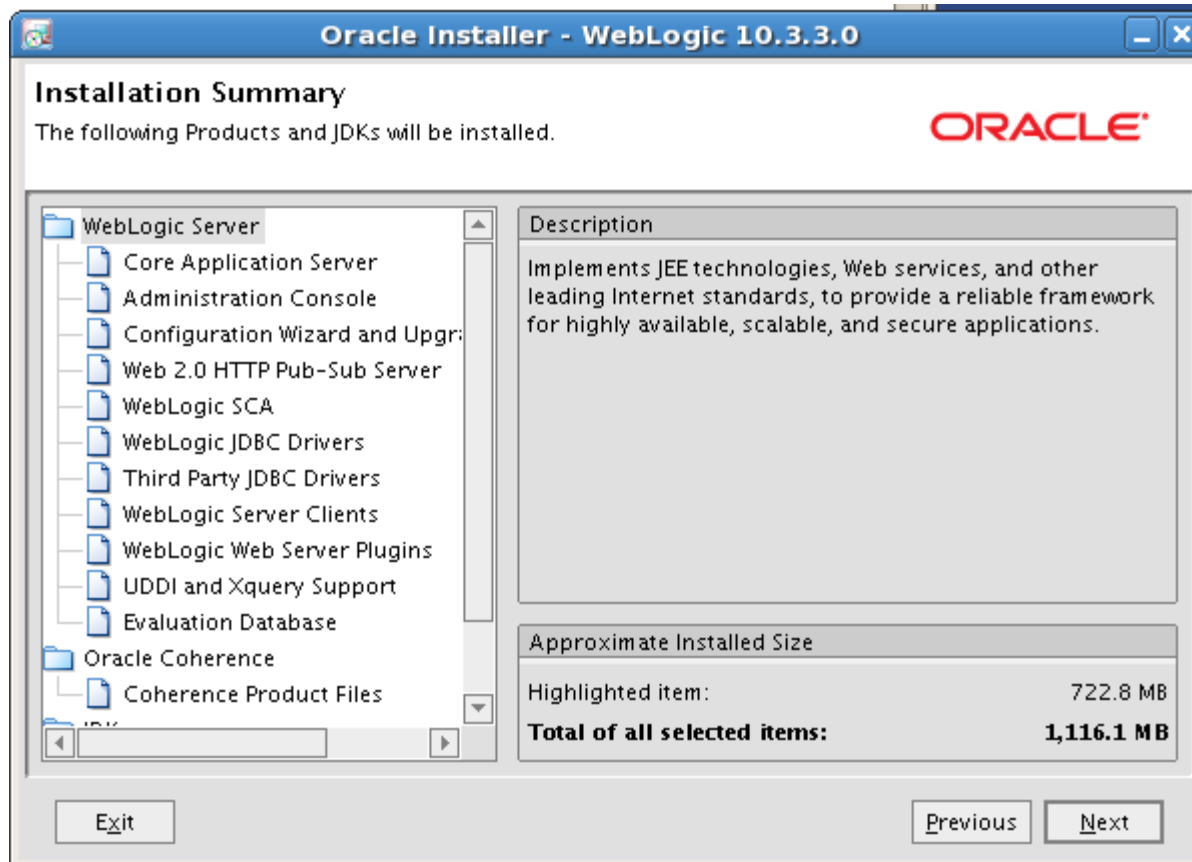 Oracle Installer - WebLogic 10.3.3.0
Installation Summary
The following Products and JDKs will be installed.
ORACLE
WebLogic Server
Core Application Server
Administration Console
Configuration Wizard and Upgr
Web 2.0 HTTP Pub-Sub Server
WebLogic SCA
WebLogic JDBC Drivers
Third Party JDBC Drivers
WebLogic Server Clients
WebLogic Web Server Plugins
UDDI and Xquery Support
Evaluation Database
Oracle Coherence
Coherence Product Files
Description
Implements JEE technologies, Web services, and other
leading Internet standards, to provide a reliable framework
for highly available, scalable, and secure applications.
Approximate Installed Size
Highlighted item: 722.8 MB
Total of all selected items: 1,116.1 MB
Exit
Previous
Next